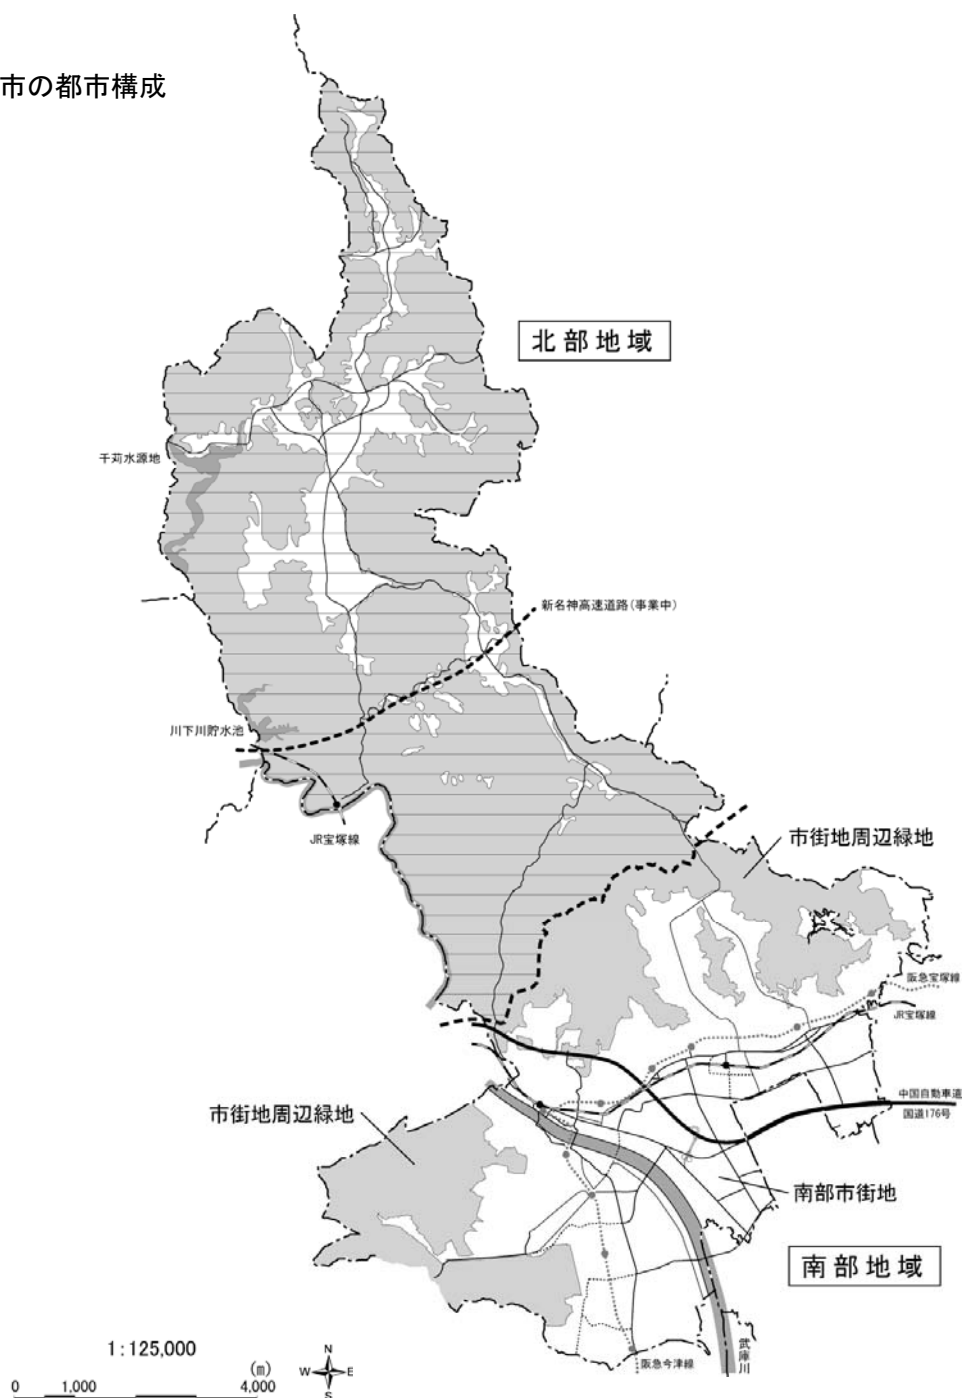 市の都市構成
北部地域
千苅水源地
新名神高速道路(事業中)
川下川貯水池
JR宝塚線
市街地周辺緑地
阪急宝塚線
JR宝塚線
中国自動車道
国道176号
市街地周辺緑地
南部市街地
南部地域
武庫川
阪急今津線
1:125,000
(m)
0 1,000 4,000
N
W E
S